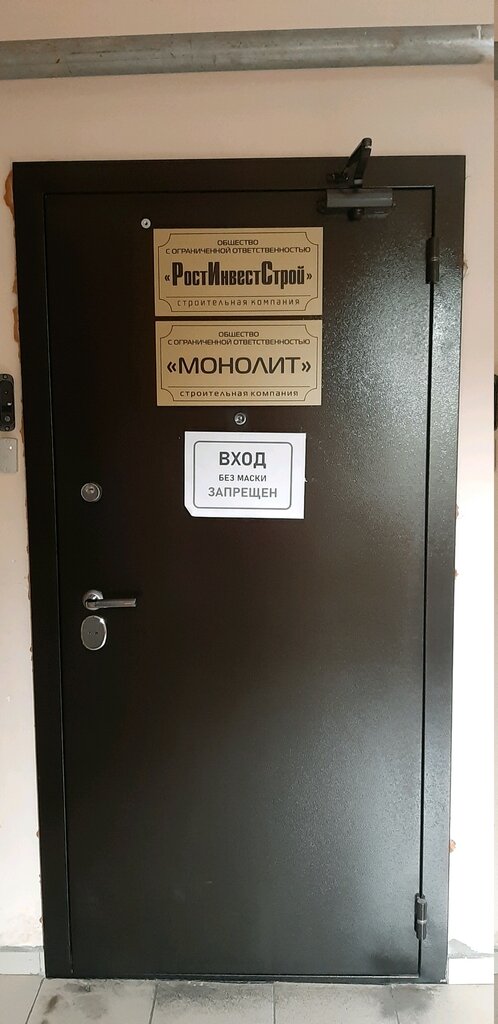 ОБЩЕСТВО
С ОГРАНИЧЕННОЙ ОТВЕТСТВЕННОСТЬЮ
«РостИнвестСтрой»
строительная компания
ОБЩЕСТВО
С ОГРАНИЧЕННОЙ ОТВЕТСТВЕННОСТЬЮ
«МОНОЛИТ»
строительная компания
ВХОД
БЕЗ МАСКИ
ЗАПРЕЩЕН